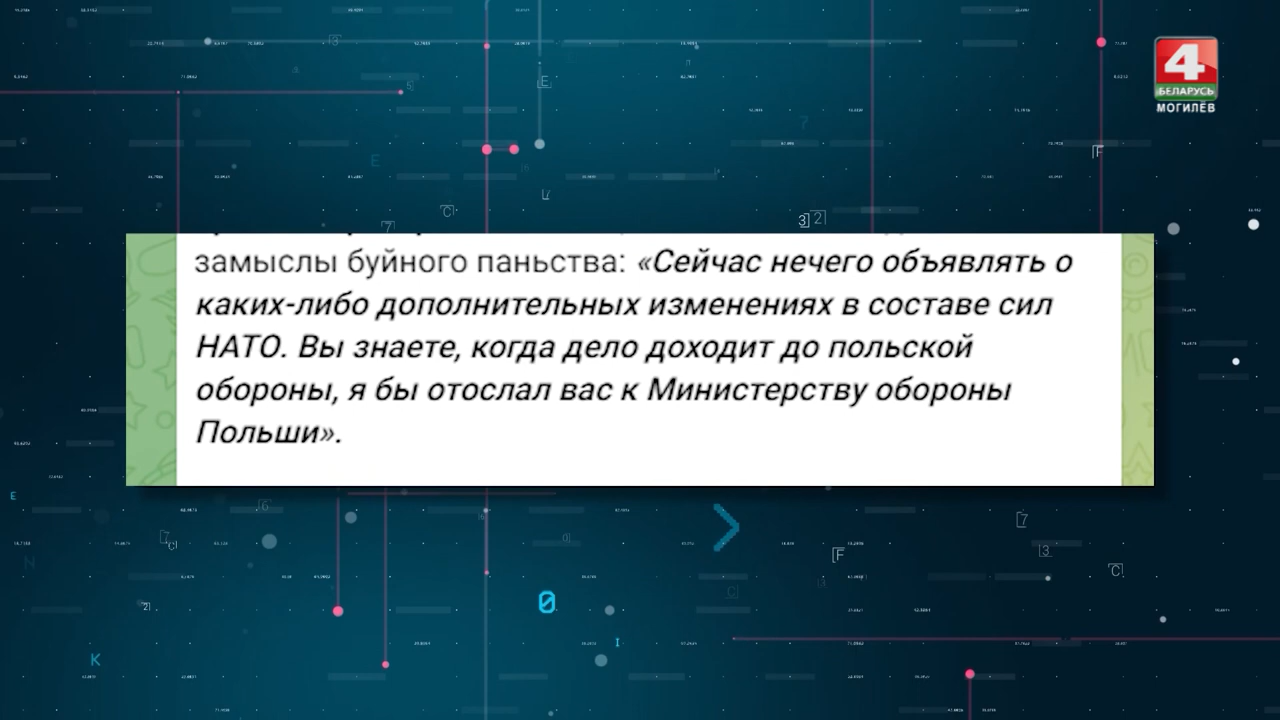 4
БЕЛАРУСЬ
МОГИЛЁВ
замыслы буйного паньства: «Сейчас нечего объявлять о
каких-либо дополнительных изменениях в составе сил
НАТО. Вы знаете, когда дело доходит до польской
обороны, я бы отослал вас к Министерству обороны
Польши».